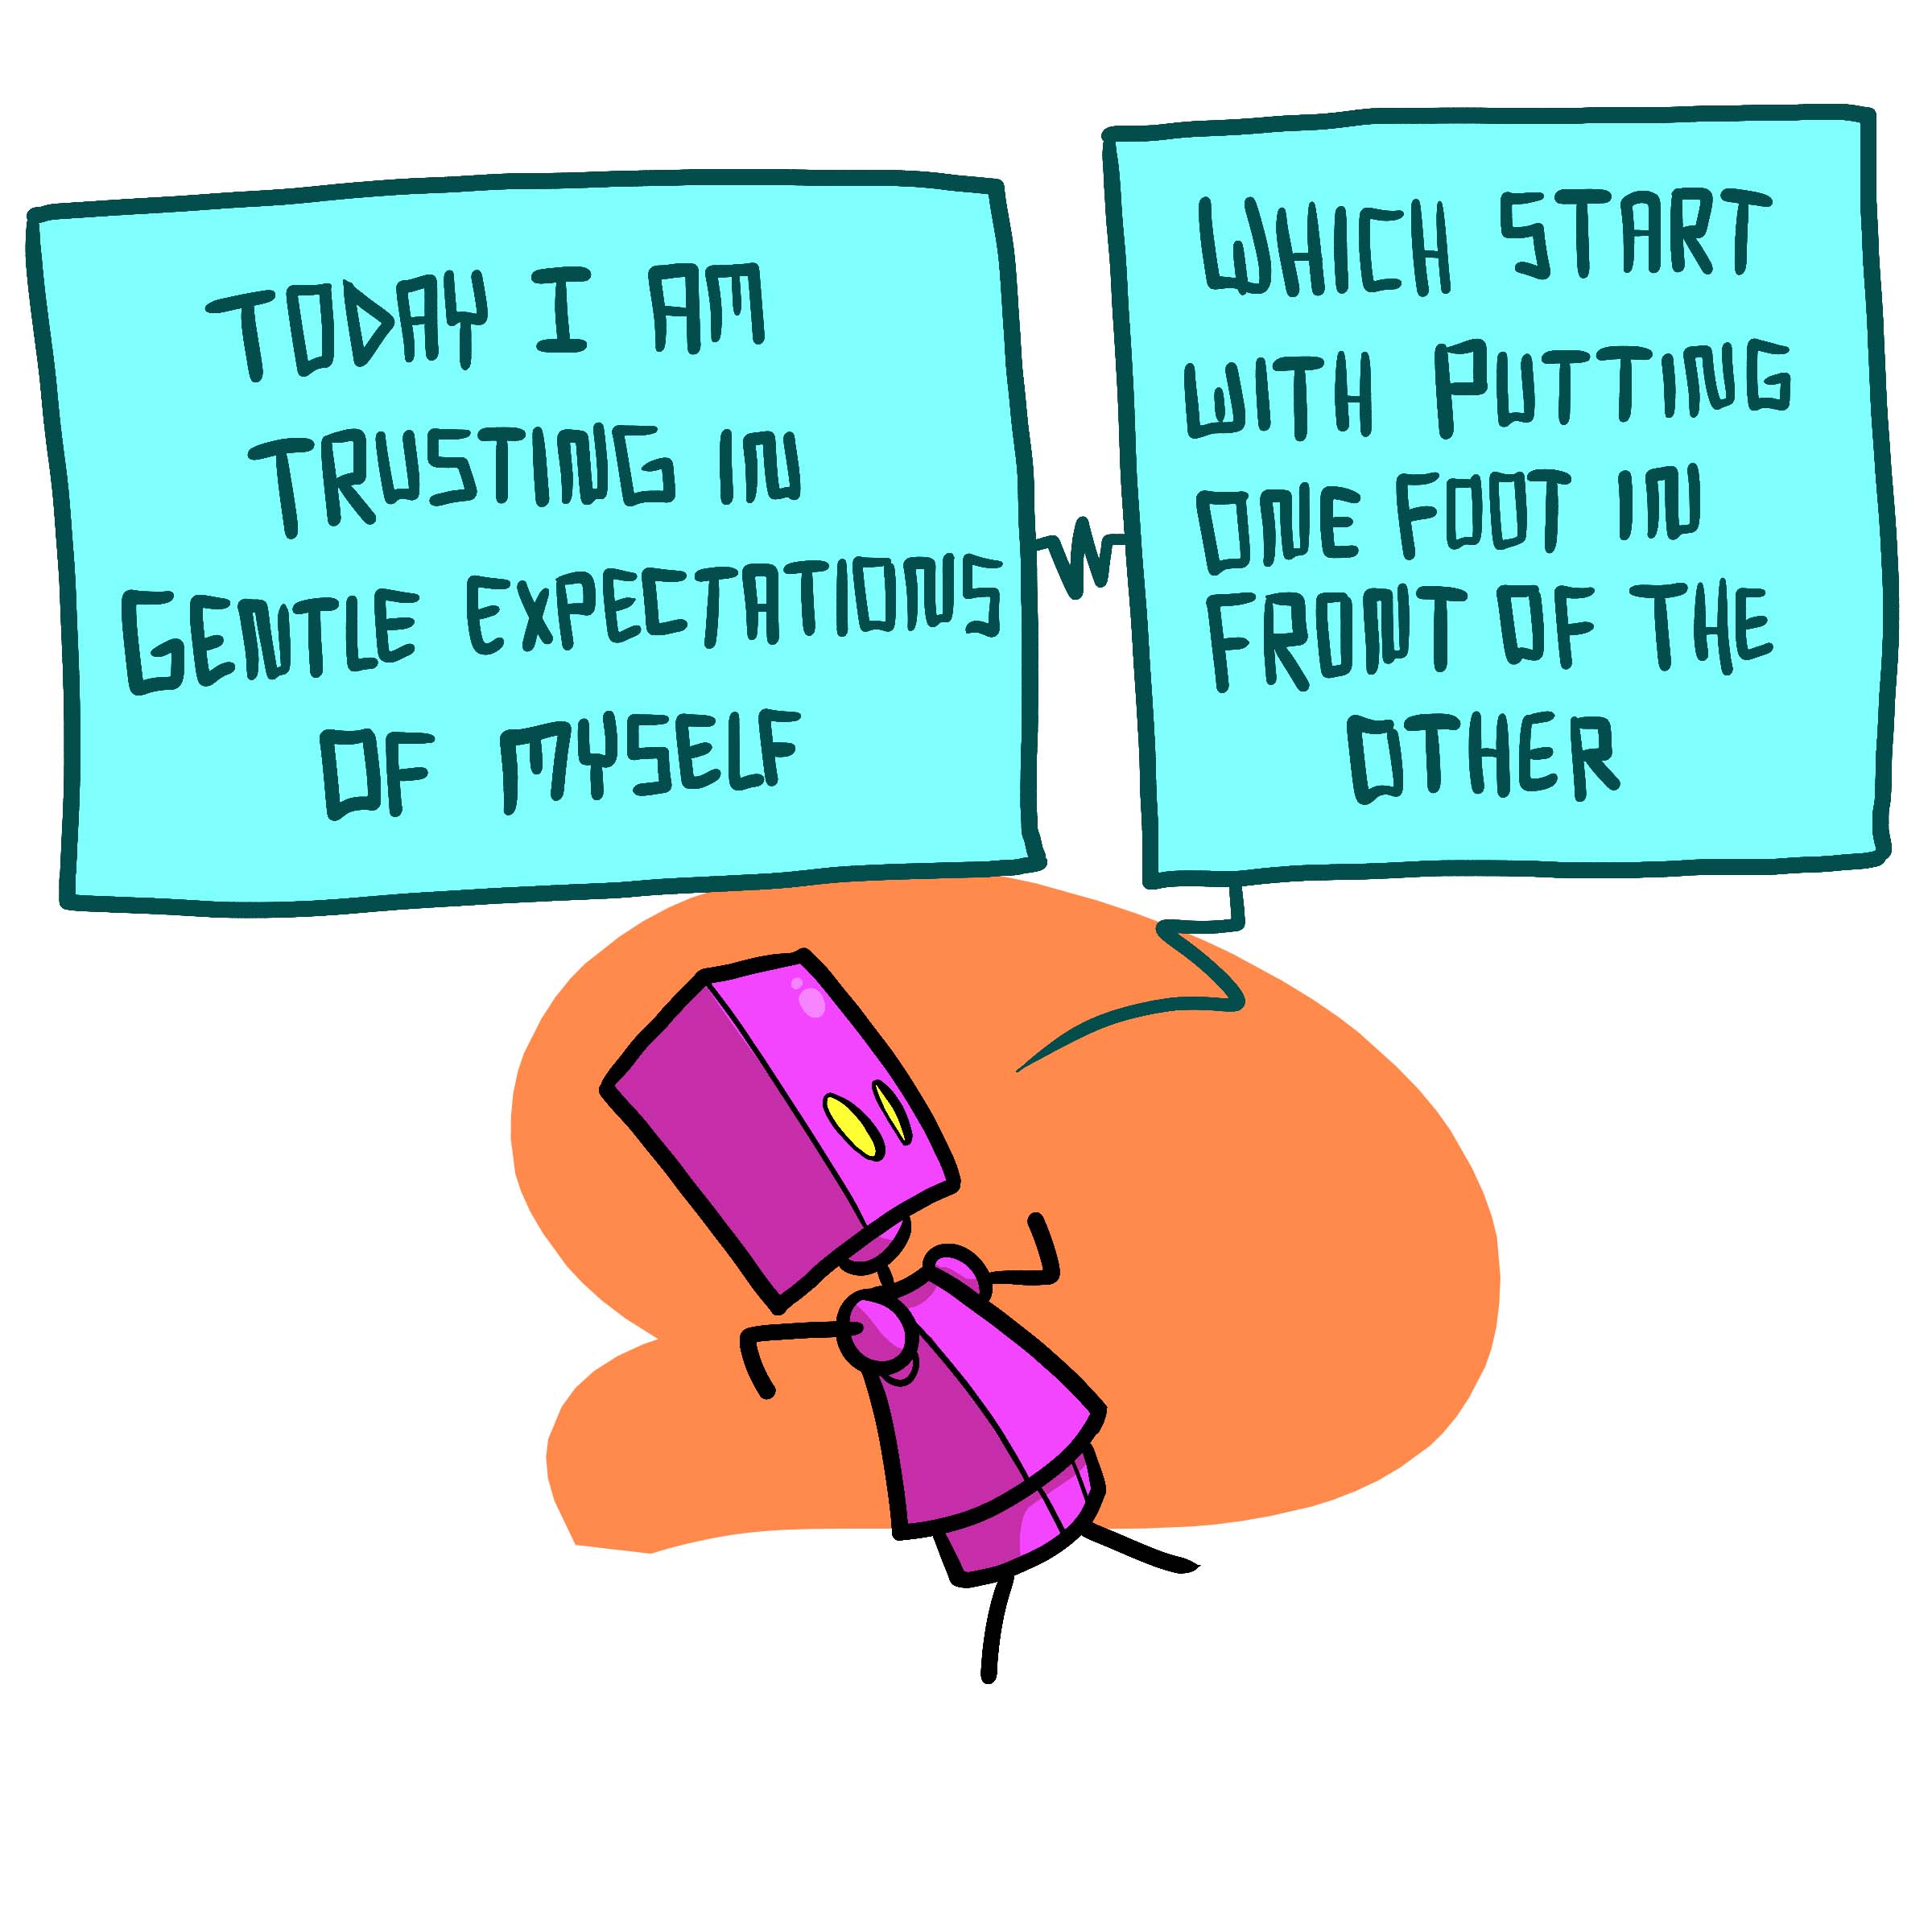 TODAY I AM
TRUSTING IN
GENTLE EXPECTATIONS
OF MYSELF
WHICH START
WITH PUTTING
ONE FOOT IN
FRONT OF THE
OTHER